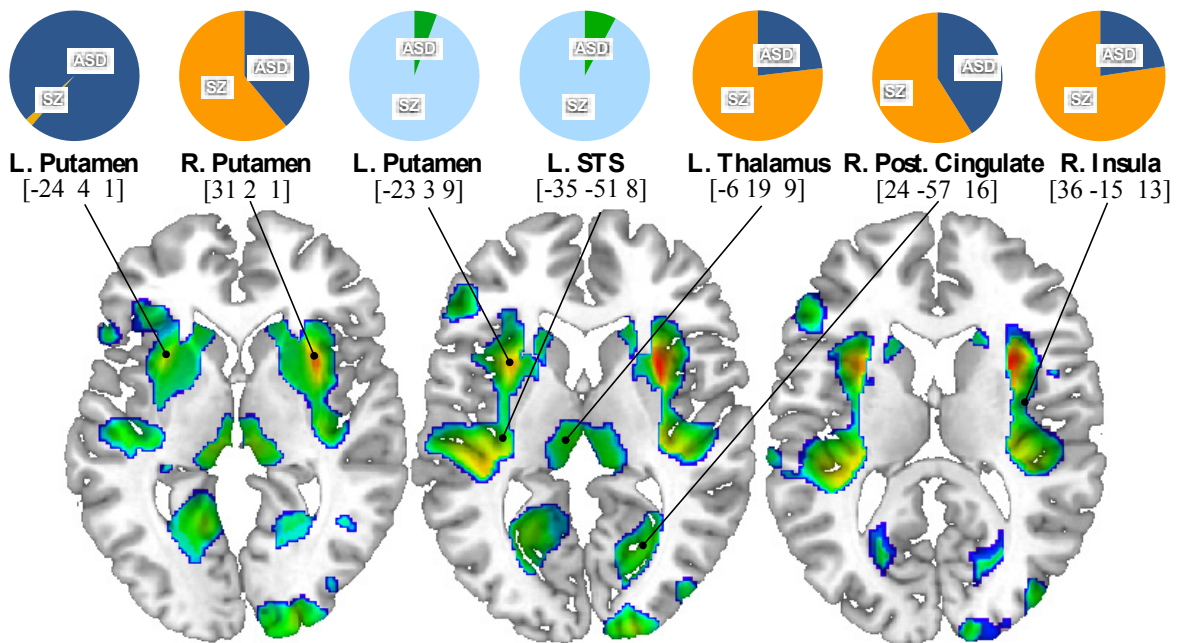 ASD
SZ
ASD
SZ
ASD
SZ
ASD
SZ
ASD
SZ
ASD
SZ
ASD
SZ
L. Putamen R. Putamen L. Putamen L. STS L. Thalamus R. Post. Cingulate R. Insula
[-24 4 1] [31 2 1] [-23 3 9] [-35 -51 8] [-6 19 9] [24 -57 16] [36 -15 13]